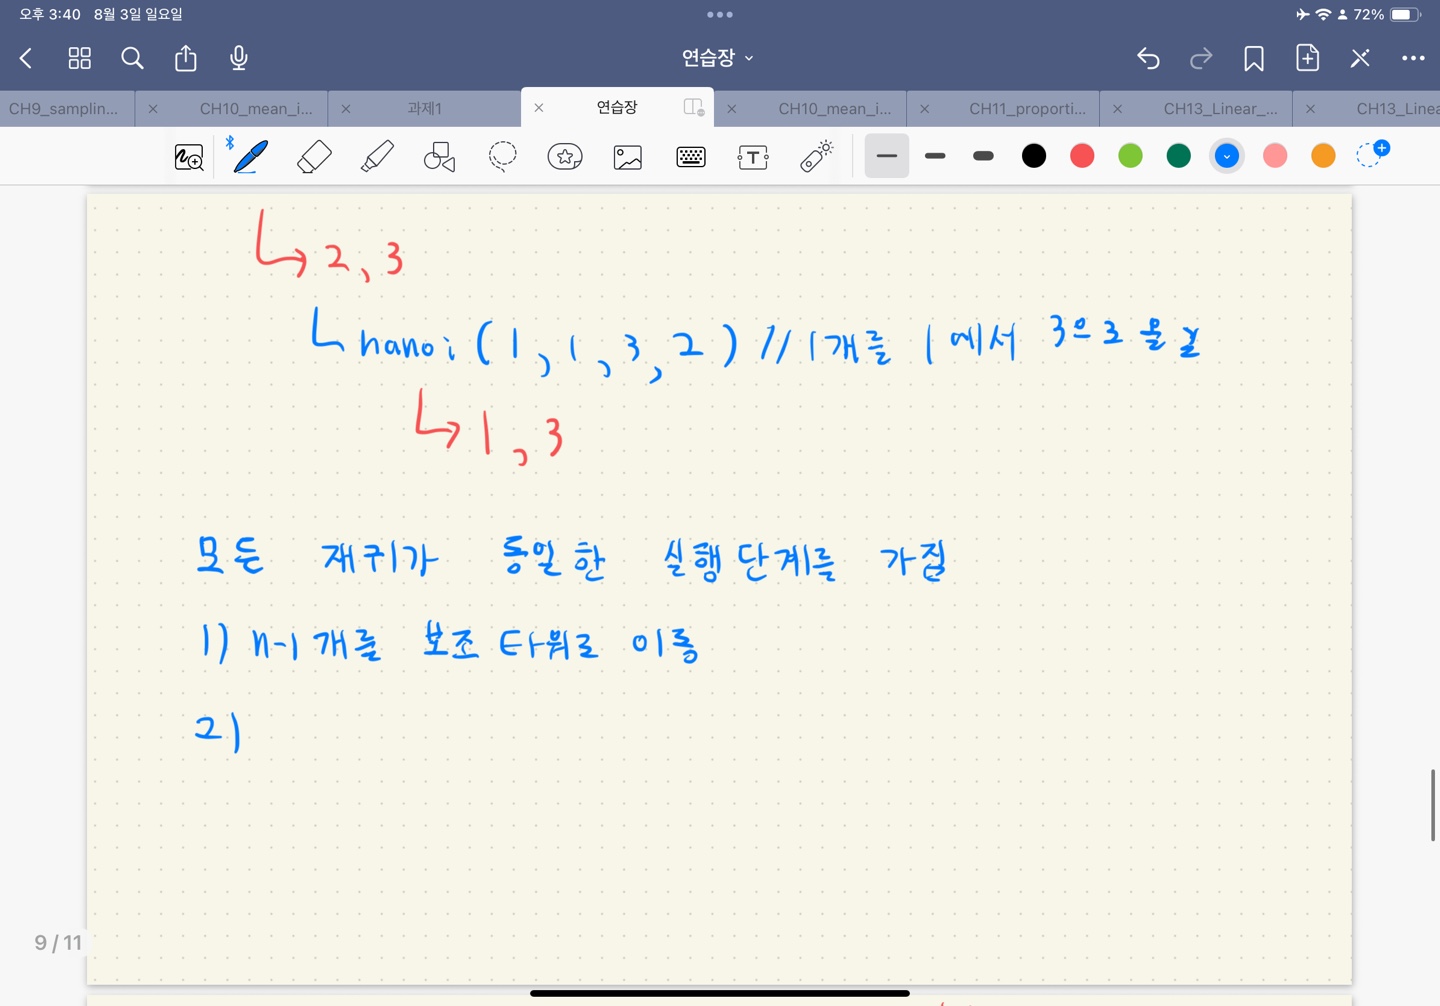 오후 3:40 8월 3일 일요일
72%
연습장
CH9_samplin...
CH10_mean_i...
과제1
연습장
CH10_mean_i...
CH11_proporti...
CH13_Linear_...
CH13_Linea
↳ 2, 3
↳ hanoi (1, 1, 3, 2) // 1개를 1에서 3으로 옮김
↳ 1, 3
모든 재귀가 동일한 실행단계를 가짐
1) n-1개를 보조 타워로 이동
2)
9 / 11